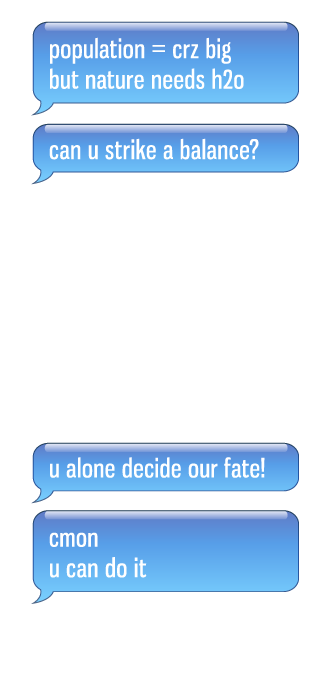 population = crz big
but nature needs h2o
can u strike a balance?
u alone decide our fate!
cmon
u can do it